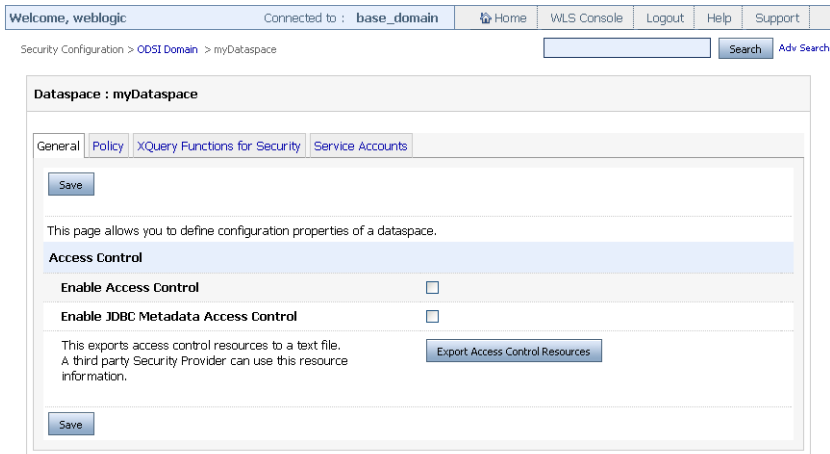 Welcome, weblogic Connected to : base_domain Home WLS Console Logout Help Support
Security Configuration > ODSI Domain > myDataspace Search Adv Search
Dataspace : myDataspace
General Policy XQuery Functions for Security Service Accounts
Save
This page allows you to define configuration properties of a dataspace.
Access Control
Enable Access Control
Enable JDBC Metadata Access Control
This exports access control resources to a text file.
A third party Security Provider can use this resource
information.
Export Access Control Resources
Save